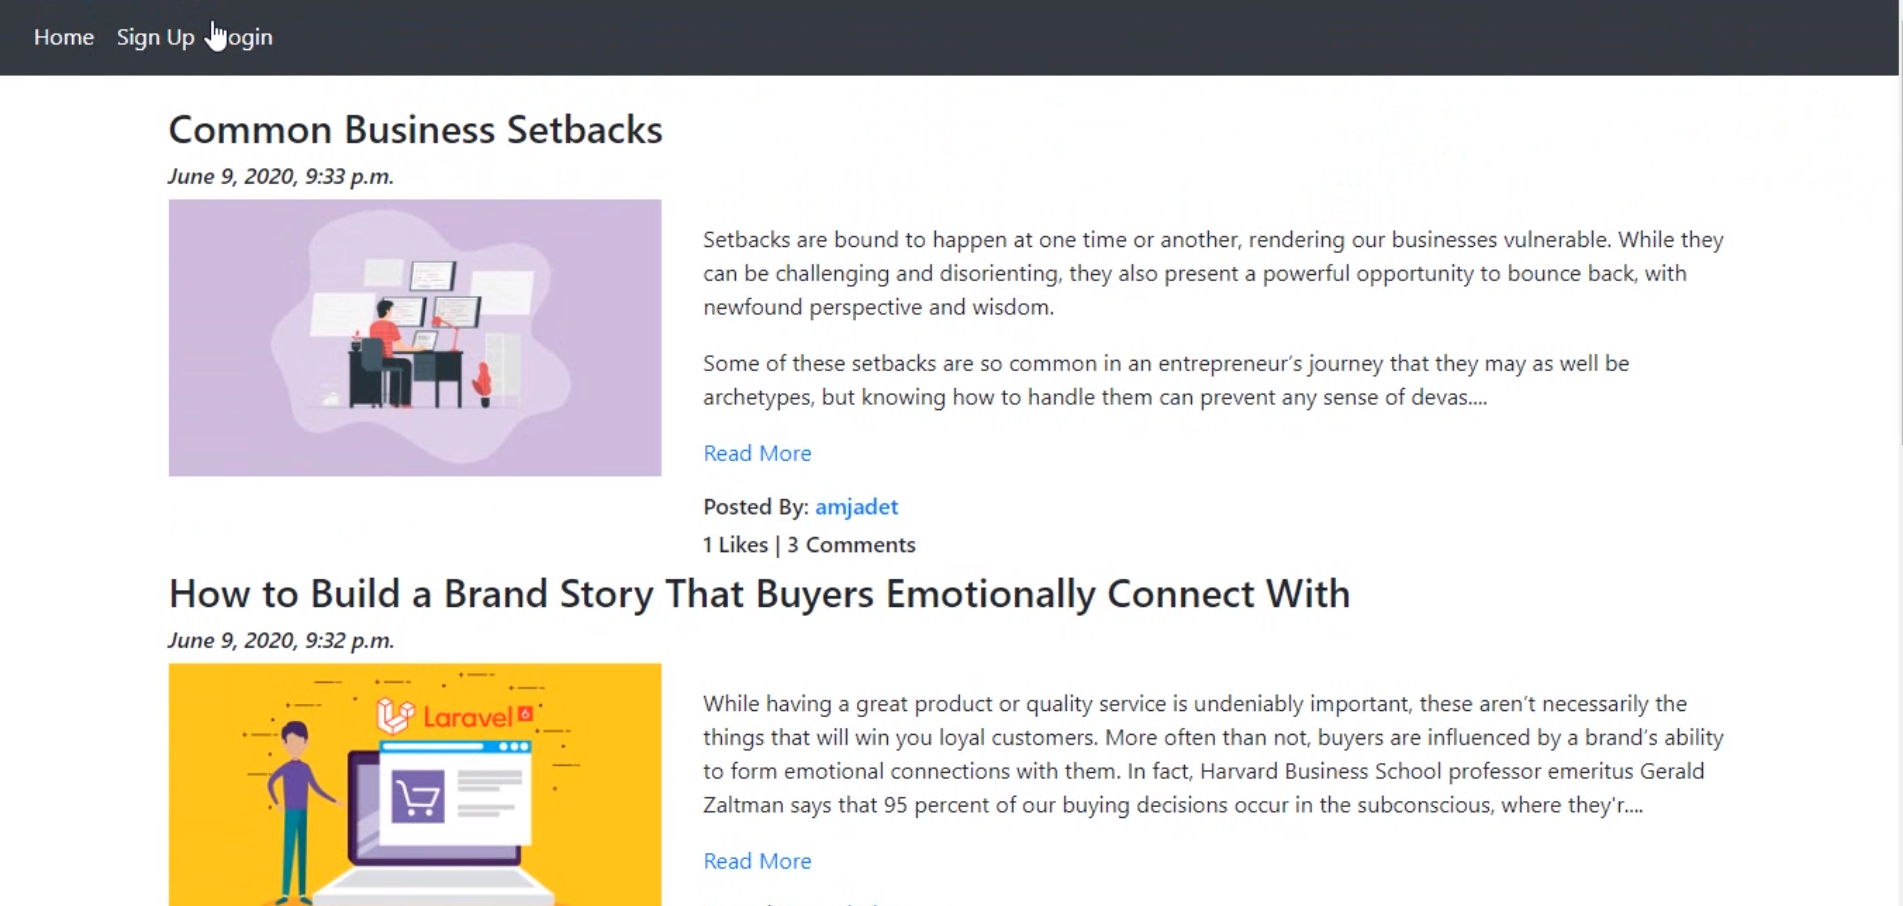 Home Sign Up ogin
Common Business Setbacks
June 9, 2020, 9:33 p.m.
Setbacks are bound to happen at one time or another, rendering our businesses vulnerable. While they
can be challenging and disorienting, they also present a powerful opportunity to bounce back, with
newfound perspective and wisdom.
Some of these setbacks are so common in an entrepreneur’s journey that they may as well be
archetypes, but knowing how to handle them can prevent any sense of devas....
Read More
Posted By: amjadet
1 Likes | 3 Comments
How to Build a Brand Story That Buyers Emotionally Connect With
June 9, 2020, 9:32 p.m.
Laravel 6
While having a great product or quality service is undeniably important, these aren’t necessarily the
things that will win you loyal customers. More often than not, buyers are influenced by a brand’s ability
to form emotional connections with them. In fact, Harvard Business School professor emeritus Gerald
Zaltman says that 95 percent of our buying decisions occur in the subconscious, where they'r....
Read More